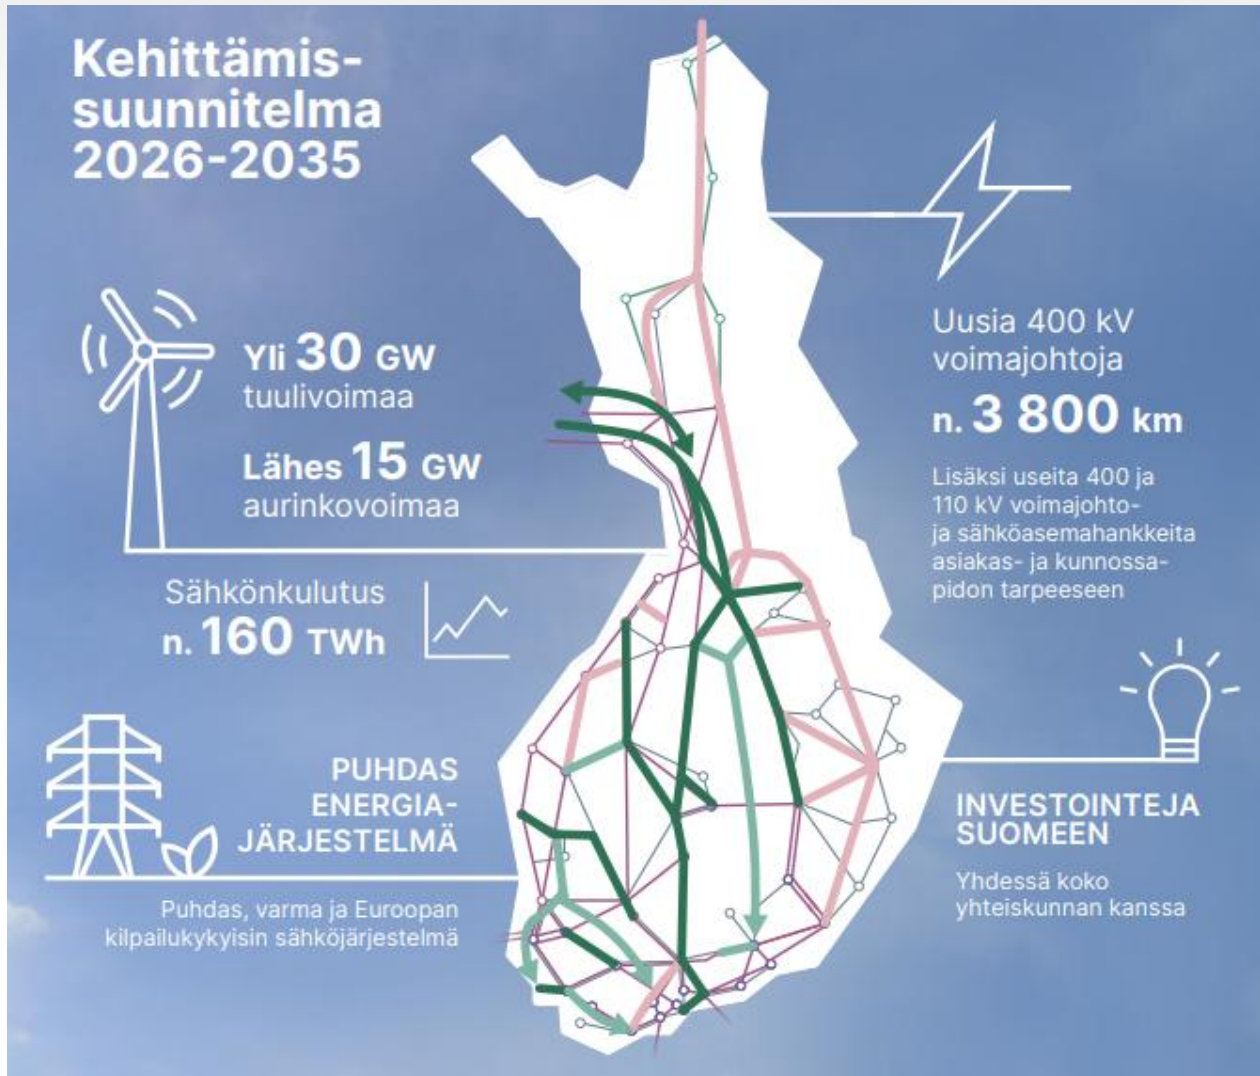 Kehittämis-
suunnitelma
2026-2035
Yli 30 GW
tuulivoimaa
Lähes 15 GW
aurinkovoimaa
Sähkönkulutus
n. 160 TWh
PUHDAS
ENERGIA-
JÄRJESTELMÄ
Puhdas, varma ja Euroopan
kilpailukykyisin sähköjärjestelmä
Uusia 400 kV
voimajohtoja
n. 3 800 km
Lisäksi useita 400 ja
110 kV voimajohto-
ja sähköasemahankkeita
asiakas- ja kunnossa-
pidon tarpeeseen
INVESTOINTEJA
SUOMEEN
Yhdessä koko
yhteiskunnan kanssa